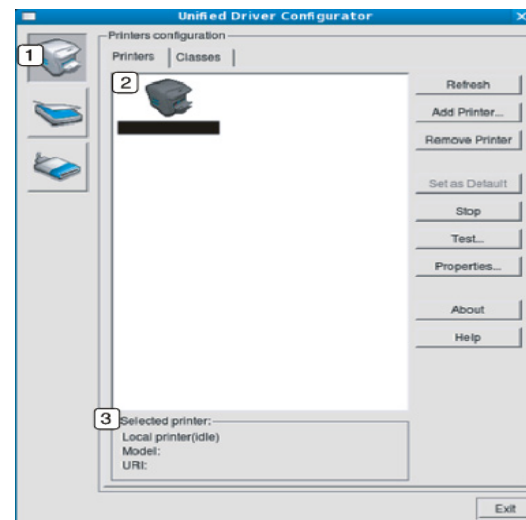 Unified Driver Configurator
1
Printers configuration
Printers
Classes
2
Refresh
Add Printer...
Remove Printer
Set as Default
Stop
Test...
Properties...
About
Help
3
Selected printer:
Local printer(idle)
Model:
URI:
Exit